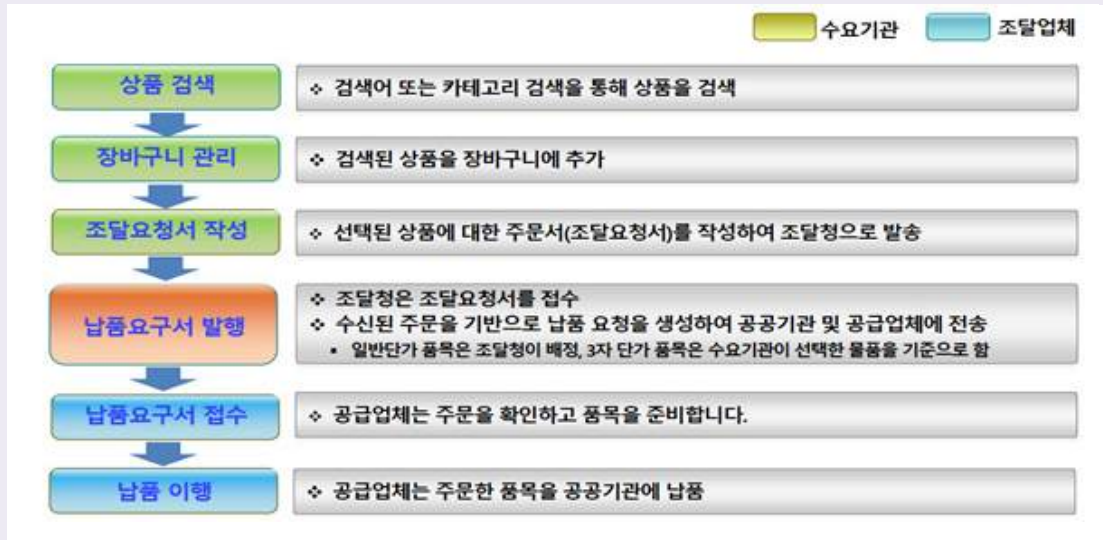 수요기관
조달업체
상품 검색
❖ 검색어 또는 카테고리 검색을 통해 상품을 검색
장바구니 관리
❖ 검색된 상품을 장바구니에 추가
조달요청서 작성
❖ 선택된 상품에 대한 주문서(조달요청서)를 작성하여 조달청으로 발송
납품요구서 발행
❖ 조달청은 조달요청서를 접수
❖ 수신된 주문을 기반으로 납품 요청을 생성하여 공공기관 및 공급업체에 전송
▪ 일반단가 품목은 조달청이 배정, 3자 단가 품목은 수요기관이 선택한 물품을 기준으로 함
납품요구서 접수
❖ 공급업체는 주문을 확인하고 품목을 준비합니다.
납품 이행
❖ 공급업체는 주문한 품목을 공공기관에 납품